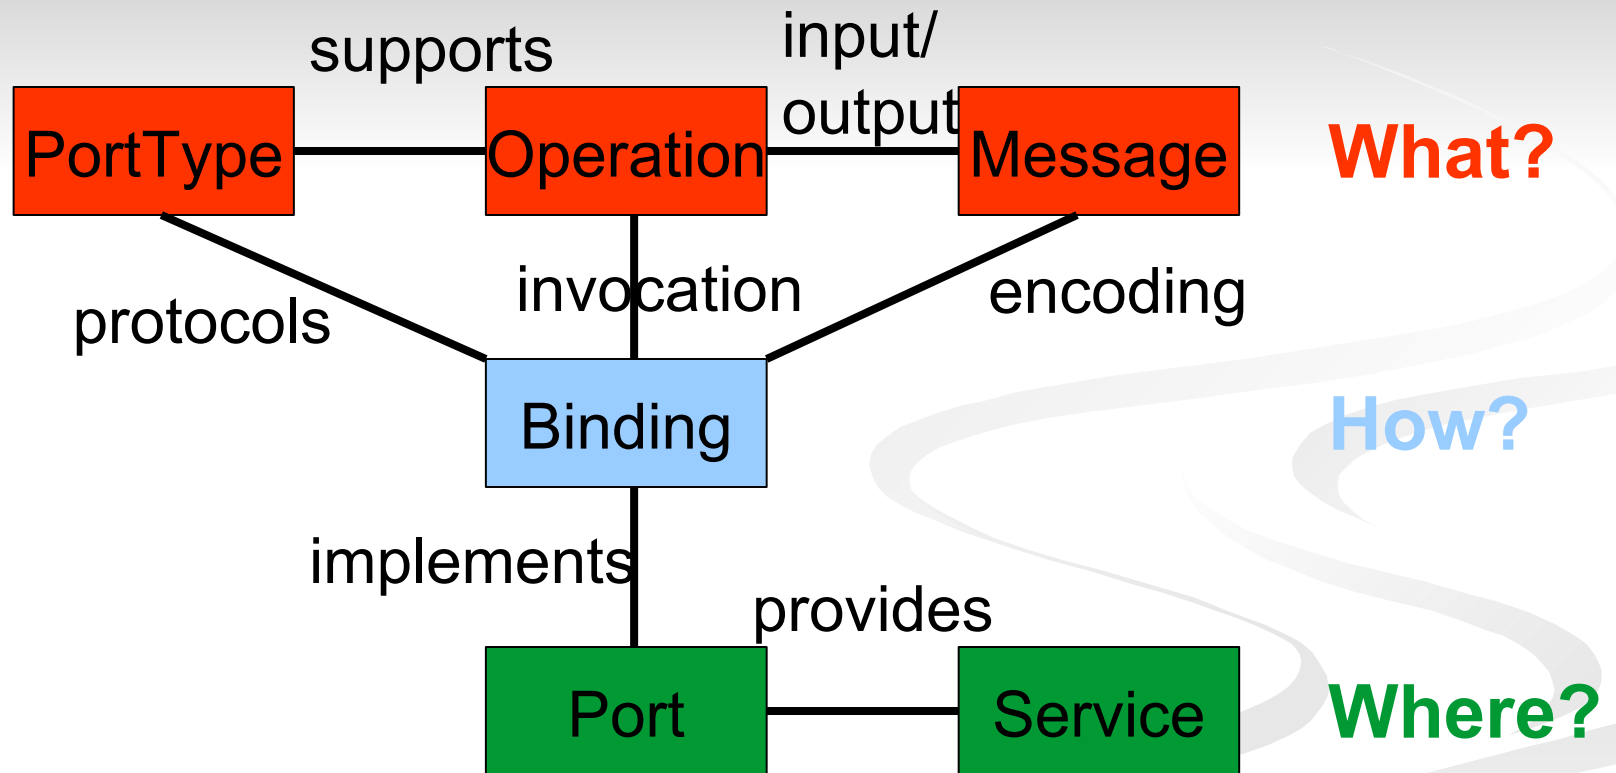 supports
input/
output
PortType
Operation
Message
What?
protocols
invocation
encoding
Binding
How?
implements
provides
Port
Service
Where?